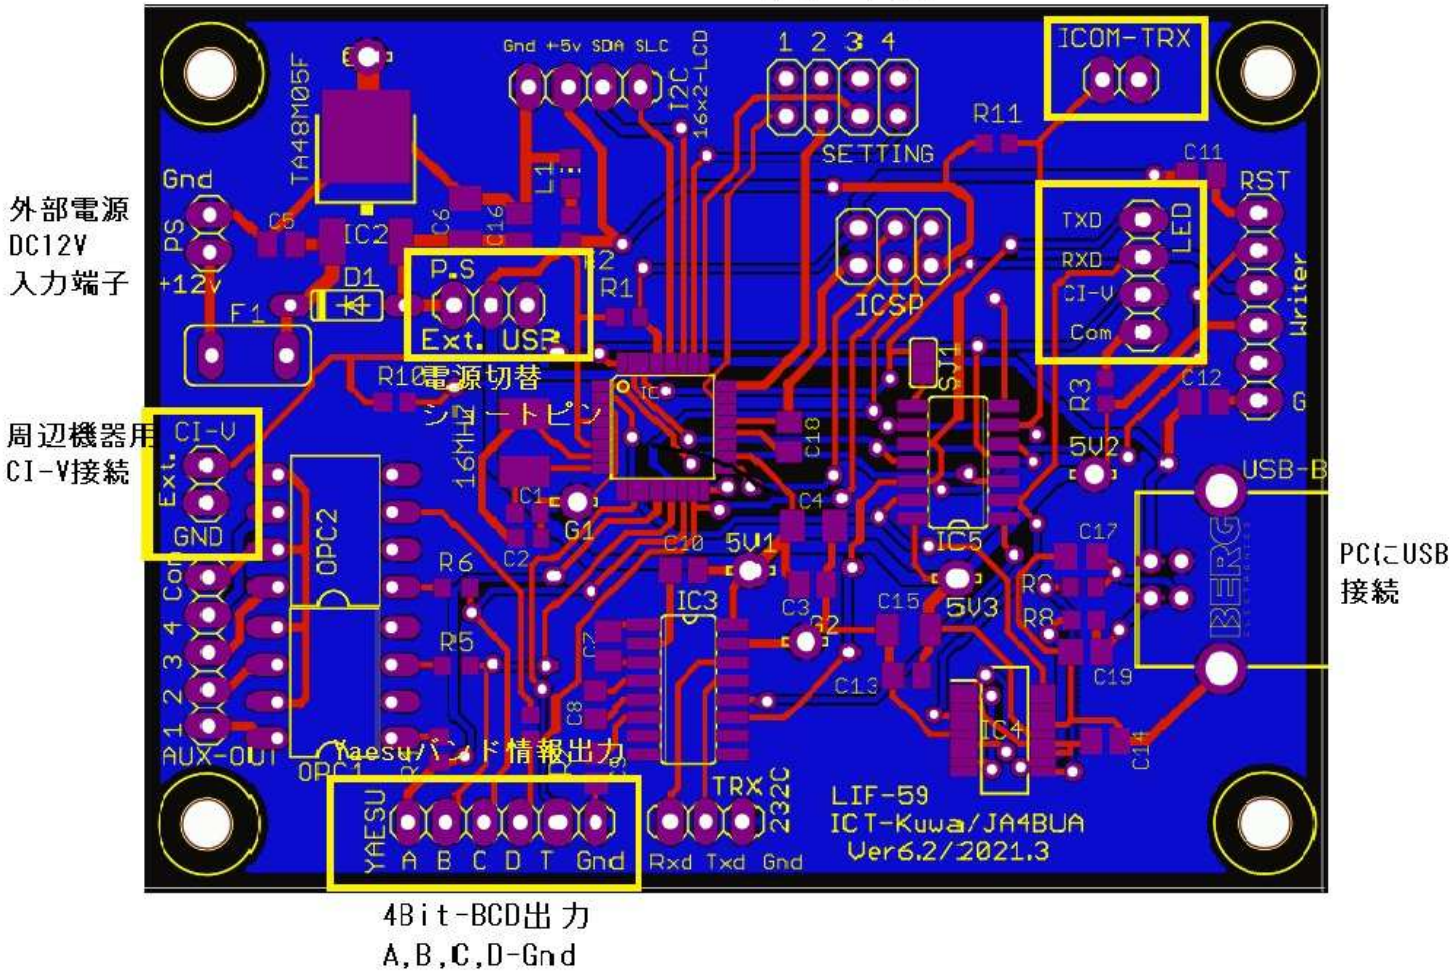 Gnd +5v SDA SLC
I2C
16x2-LCD
1 2 3 4
SETTING
ICOM-TRX
R11
C11
RST
Writer
G
TA48M05F
Gnd
PS
+12v
外部電源
DC12V
入力端子
C5
IC2
C6
C16
L1
D1
F1
P.S
Ext. USB
電源切替
ショートピン
R1
R10
16MHz
IC
ICSP
SJ1
TXD
RXD
CI-V
Com
LED
R3
C12
周辺機器用
CI-V接続
CI-V
Ext.
GND
Com
4
3
2
1
AUX-OUT
OPC2
OPC1
C1
C2
G1
C10
5V1
C18
C4
C3
G2
IC5
5V2
5V3
C15
C13
IC3
C7
C8
C9
R6
R5
C17
R9
R8
C19
C14
IC4
USB-B
BERG
PCにUSB
接続
Yaesuバンド情報出力
YAESU
A B C D T Gnd
TRX
232C
Rxd Txd Gnd
LIF-59
ICT-Kuwa/JA4BUA
Ver6.2/2021.3
4Bit-BCD出力
A,B,C,D-Gnd